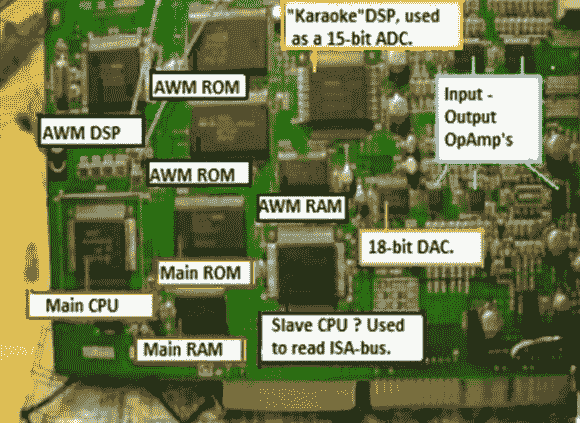 "Karaoke"DSP, used
as a 15-bit ADC.
AWM ROM
Input -
Output
OpAmp's
AWM DSP
AWM ROM
AWM RAM
18-bit DAC.
Main ROM
Main CPU
Slave CPU ? Used
to read ISA-bus.
Main RAM